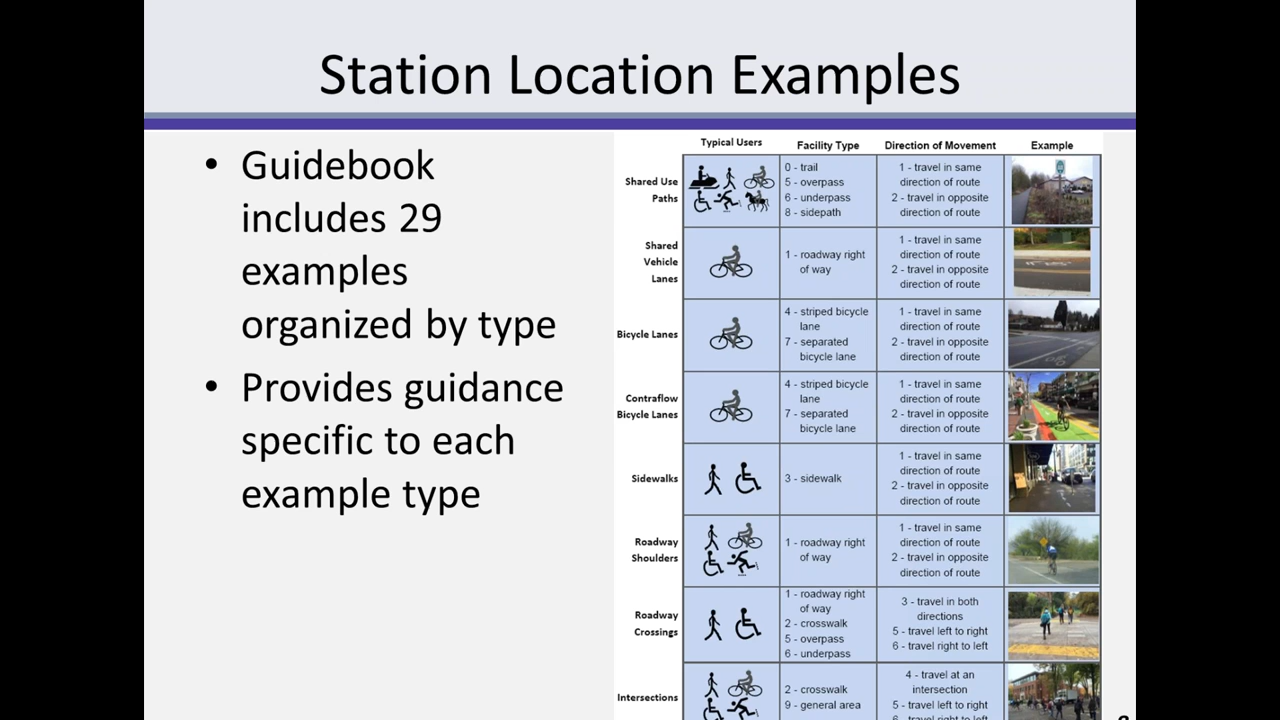 Station Location Examples
• Guidebook
includes 29
examples
organized by type
• Provides guidance
specific to each
example type
Typical Users
Facility Type
Direction of Movement
Example
Shared Use
Paths
0 - trail
5 - overpass
6 - underpass
8 - sidepath
1 - travel in same
direction of route
2 - travel in opposite
direction of route
Shared
Vehicle
Lanes
1 - roadway right
of way
1 - travel in same
direction of route
2 - travel in opposite
direction of route
Bicycle Lanes
4 - striped bicycle
lane
7 - separated
bicycle lane
1 - travel in same
direction of route
2 - travel in opposite
direction of route
Contraflow
Bicycle Lanes
4 - striped bicycle
lane
7 - separated
bicycle lane
1 - travel in same
direction of route
2 - travel in opposite
direction of route
Sidewalks
3 - sidewalk
1 - travel in same
direction of route
2 - travel in opposite
direction of route
Roadway
Shoulders
1 - roadway right
of way
1 - travel in same
direction of route
2 - travel in opposite
direction of route
Roadway
Crossings
1 - roadway right
of way
2 - crosswalk
5 - overpass
6 - underpass
3 - travel in both
directions
5 - travel left to right
6 - travel right to left
Intersections
2 - crosswalk
9 - general area
4 - travel at an
intersection
5 - travel left to right
6 - travel right to left